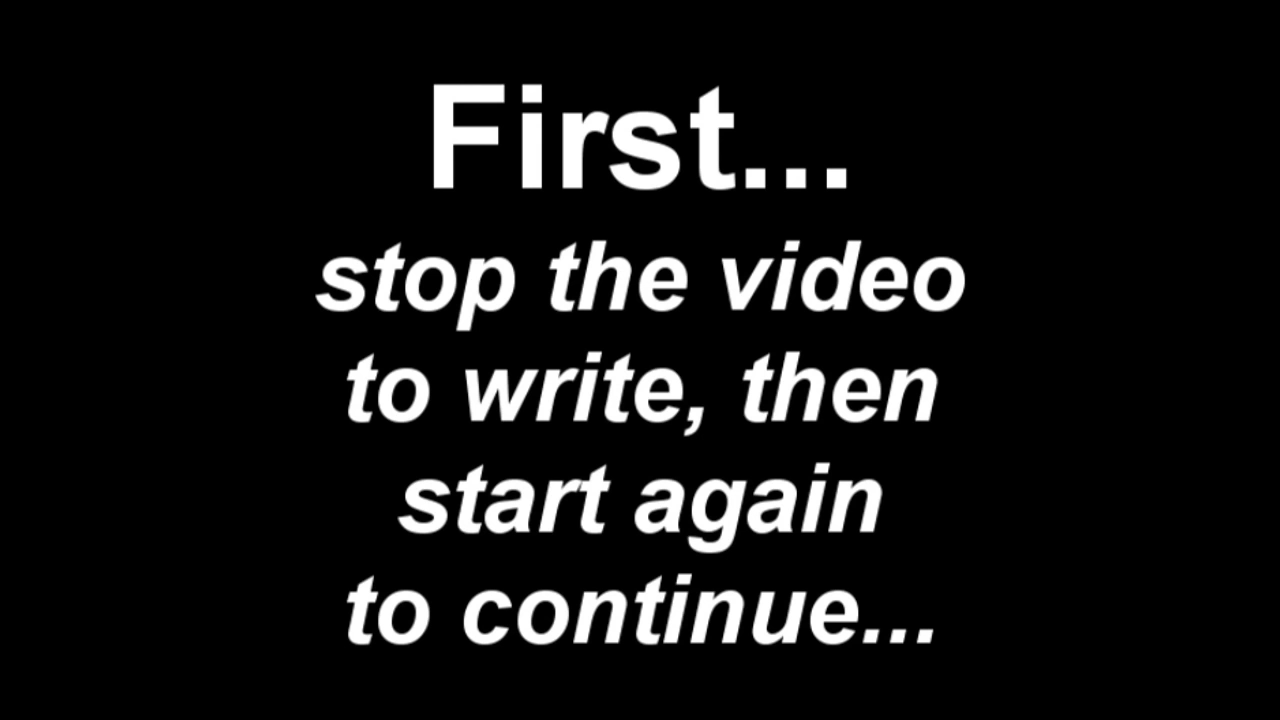 First...
stop the video
to write, then
start again
to continue...